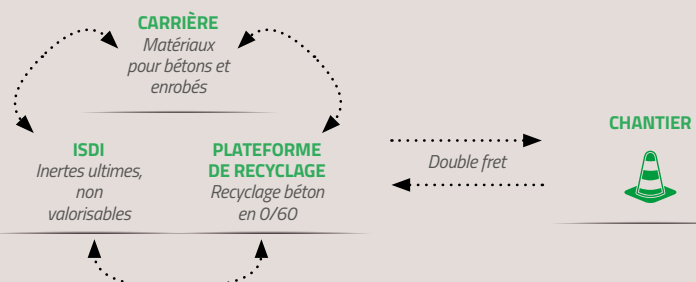 CARRIÈRE
Matériaux
pour bétons et
enrobés
ISDI
Inertes ultimes,
non
valorisables
PLATEFORME
DE RECYCLAGE
Recyclage béton
en 0/60
Double fret
CHANTIER